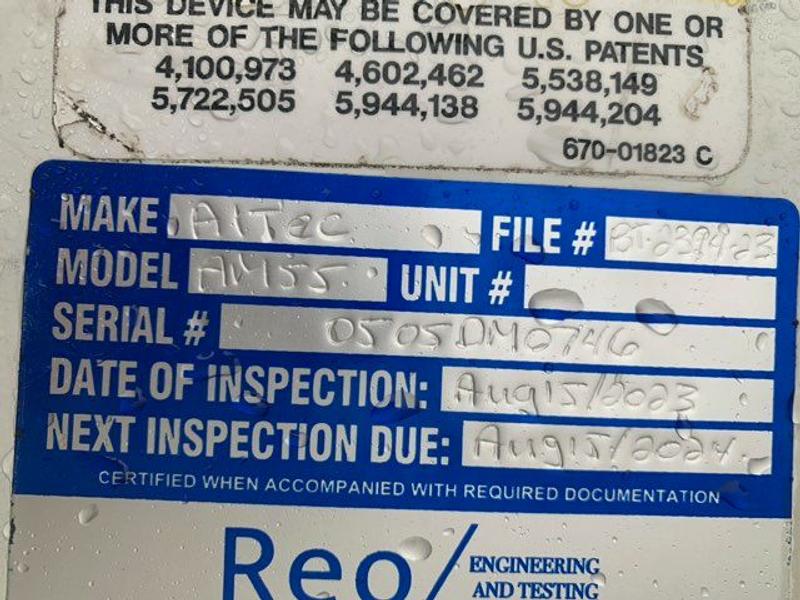 THIS DEVICE MAY BE COVERED BY ONE OR
MORE OF THE FOLLOWING U.S. PATENTS
4,100,973 4,602,462 5,538,149
5,722,505 5,944,138 5,944,204
670-01823 C
MAKE AlTec FILE # BT-2394-23
MODEL AM55 UNIT #
SERIAL # 0505DM0746
DATE OF INSPECTION: Aug15/2023
NEXT INSPECTION DUE: Aug15/2024
CERTIFIED WHEN ACCOMPANIED WITH REQUIRED DOCUMENTATION
Reo/ ENGINEERING
AND TESTING